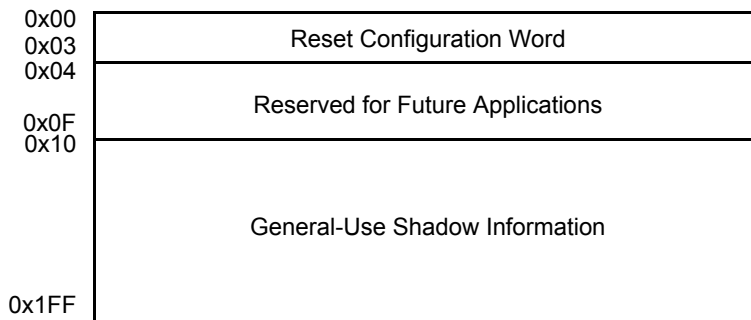 0x00
Reset Configuration Word
0x03
0x04
Reserved for Future Applications
0x0F
0x10
General-Use Shadow Information
0x1FF